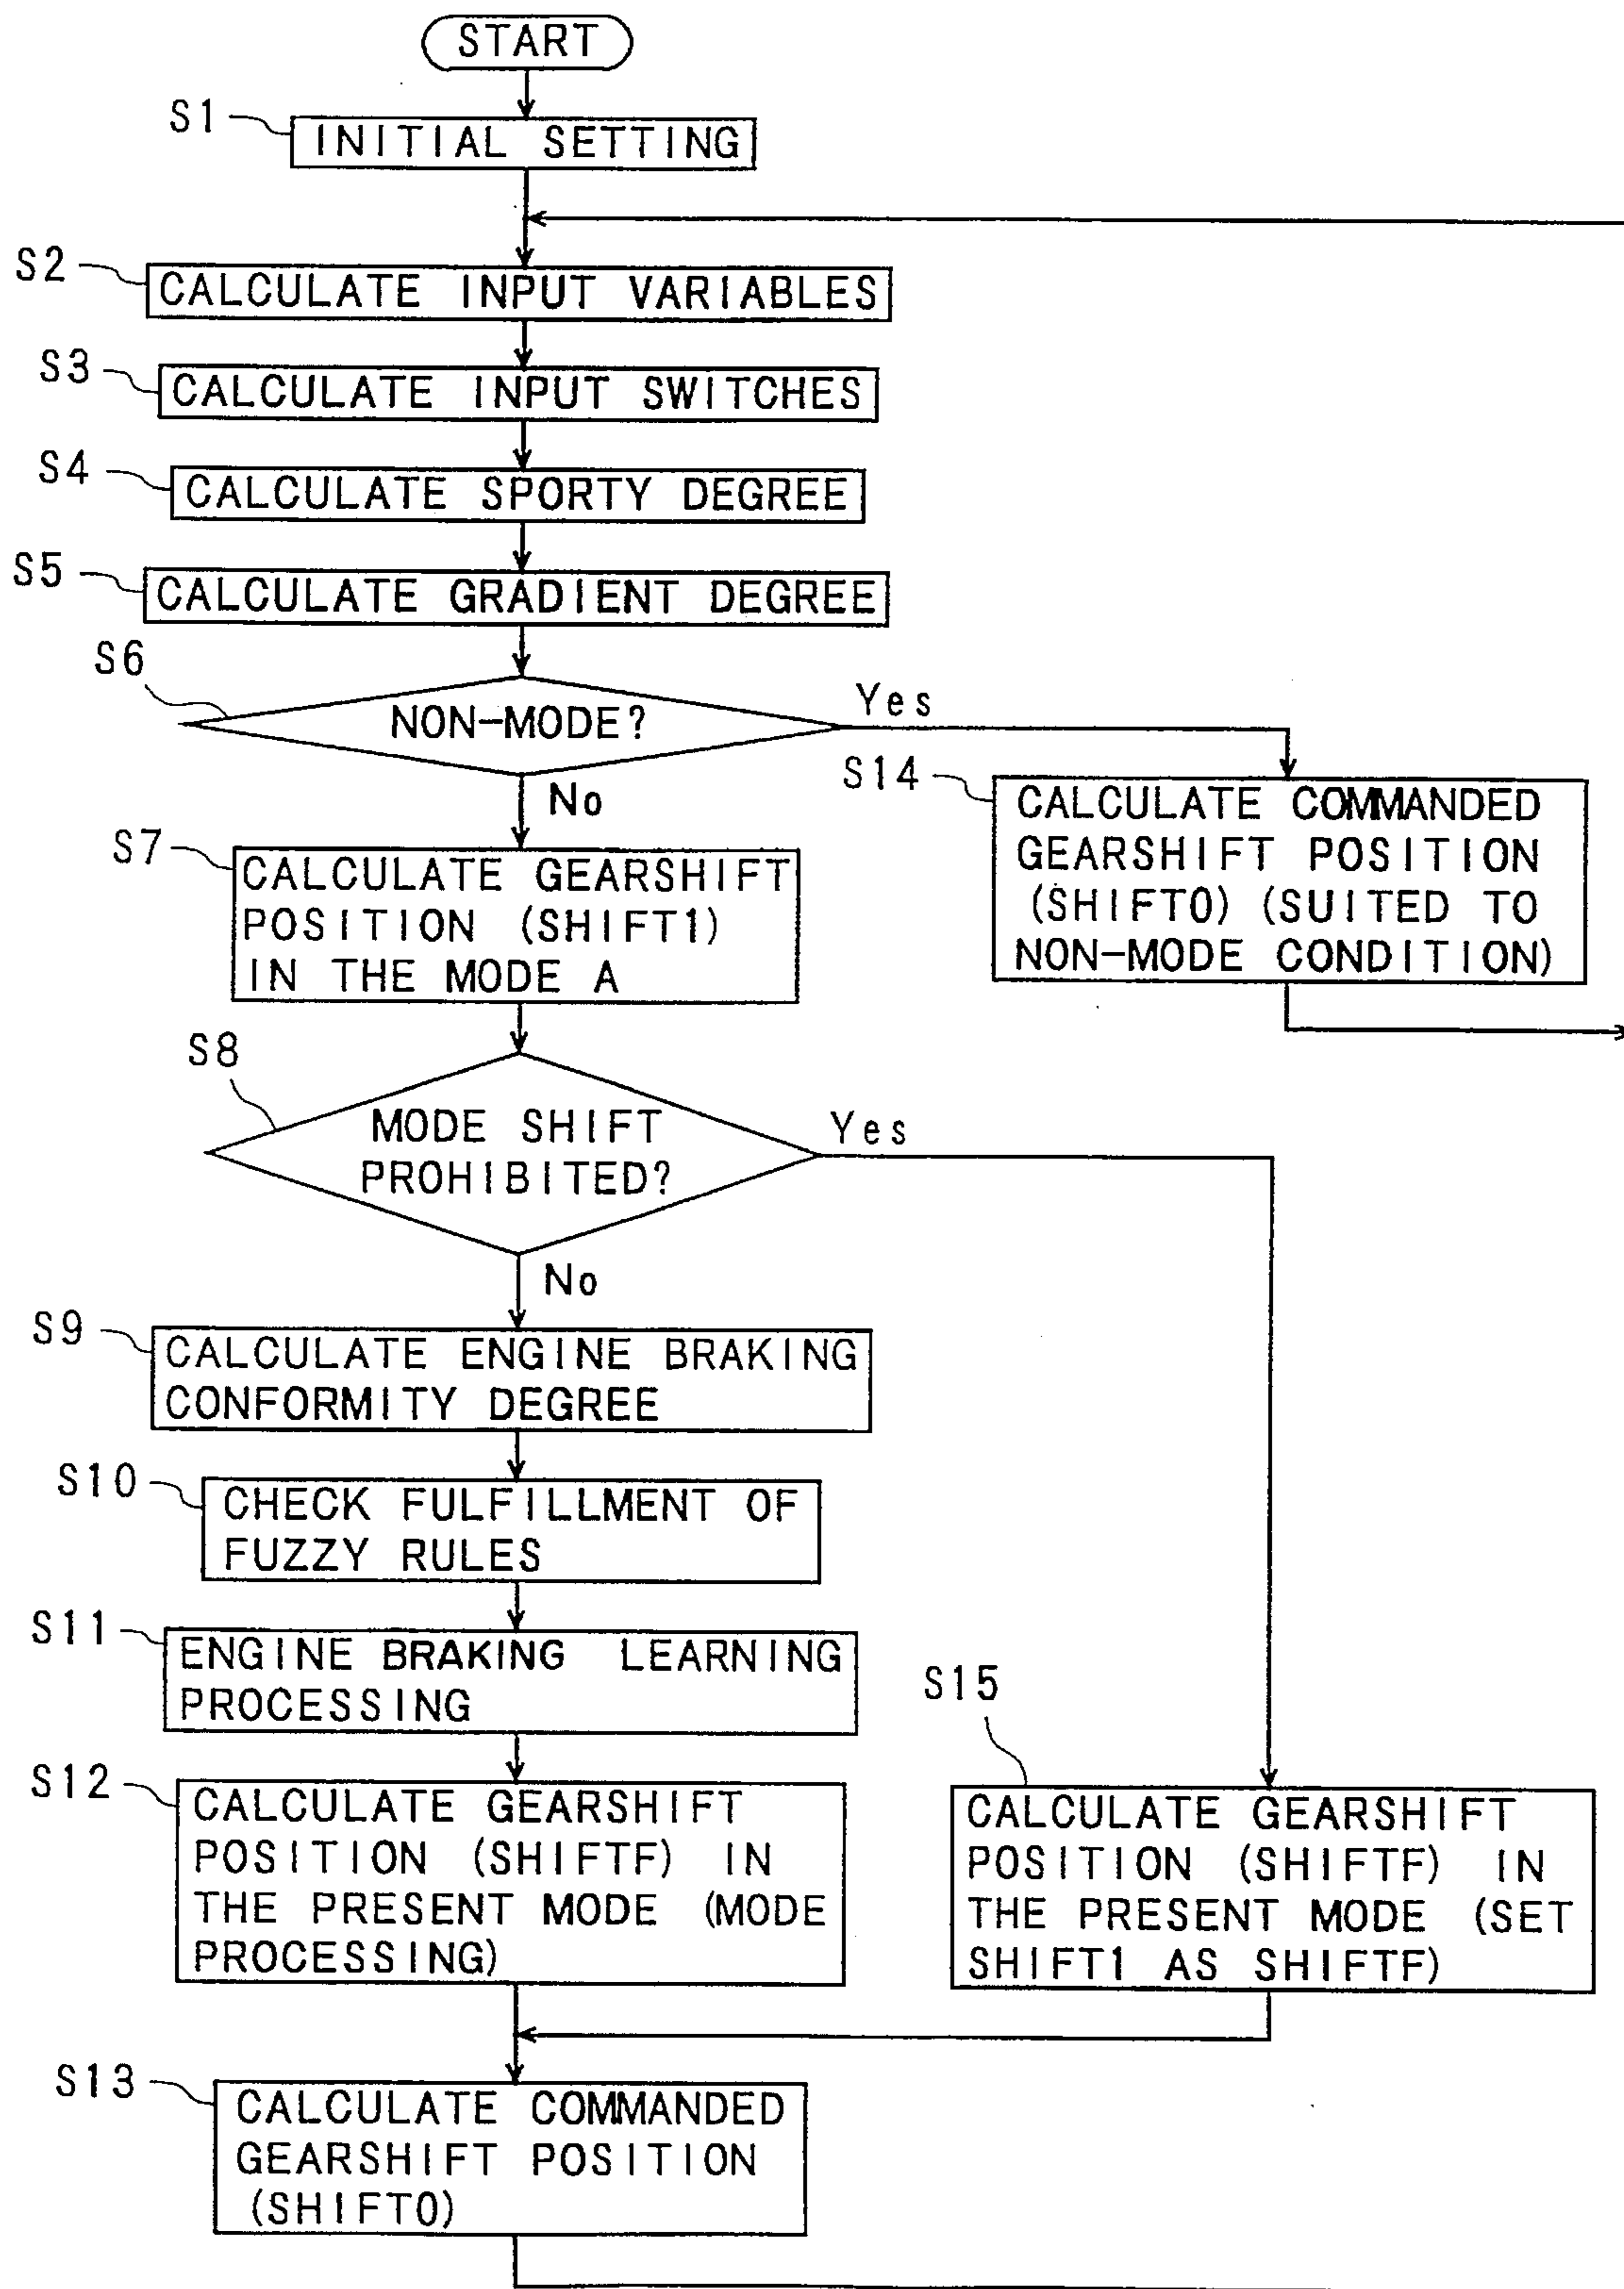 START
S1
INITIAL SETTING
S2
CALCULATE INPUT VARIABLES
S3
CALCULATE INPUT SWITCHES
S4
CALCULATE SPORTY DEGREE
S5
CALCULATE GRADIENT DEGREE
S6
NON-MODE?
Yes
No
S14
CALCULATE COMMANDED
GEARSHIFT POSITION
(SHIFT0) (SUITED TO
NON-MODE CONDITION)
S7
CALCULATE GEARSHIFT
POSITION (SHIFT1)
IN THE MODE A
S8
MODE SHIFT
PROHIBITED?
Yes
No
S9
CALCULATE ENGINE BRAKING
CONFORMITY DEGREE
S10
CHECK FULFILLMENT OF
FUZZY RULES
S11
ENGINE BRAKING LEARNING
PROCESSING
S12
CALCULATE GEARSHIFT
POSITION (SHIFTF) IN
THE PRESENT MODE (MODE
PROCESSING)
S15
CALCULATE GEARSHIFT
POSITION (SHIFTF) IN
THE PRESENT MODE (SET
SHIFT1 AS SHIFTF)
S13
CALCULATE COMMANDED
GEARSHIFT POSITION
(SHIFT0)